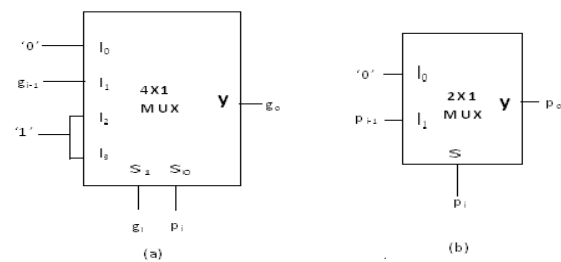 '0'
I₀
gᵢ₋₁
I₁
4X1
MUX
y
gₒ
I₂
'1'
I₃
S₁ S₀
gᵢ pᵢ
(a)
'0'
I₀
2X1
MUX
y
pₒ
pᵢ₋₁
I₁
S
pᵢ
(b)